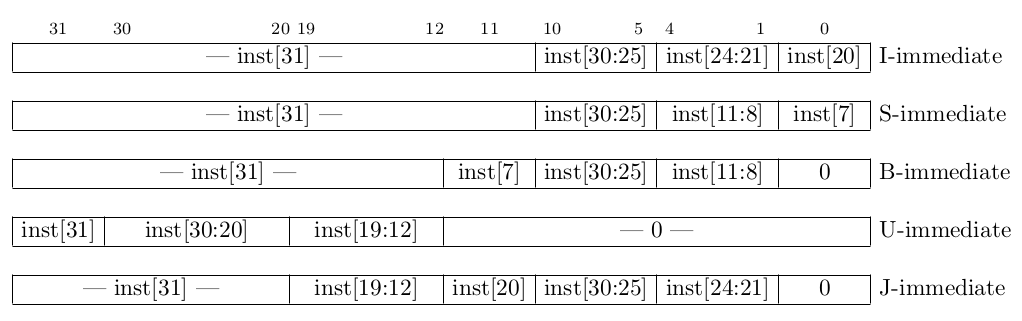 31 30 20 19 12 11 10 5 4 1 0
— inst[31] — inst[30:25] inst[24:21] inst[20] I-immediate
— inst[31] — inst[30:25] inst[11:8] inst[7] S-immediate
— inst[31] — inst[7] inst[30:25] inst[11:8] 0 B-immediate
inst[31] inst[30:20] inst[19:12] — 0 — U-immediate
— inst[31] — inst[19:12] inst[20] inst[30:25] inst[24:21] 0 J-immediate